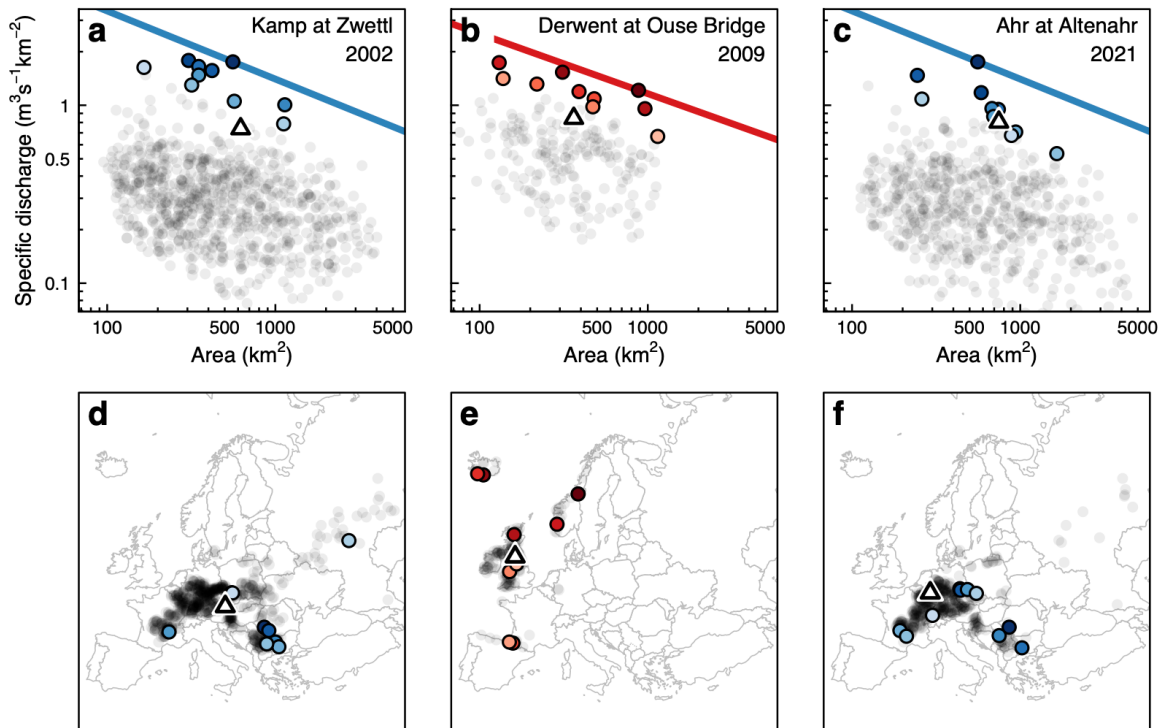 a
Kamp at Zwettl
2002
b
Derwent at Ouse Bridge
2009
c
Ahr at Altenahr
2021
Specific discharge (m³s⁻¹km⁻²)
1
0.5
0.1
100 500 1000 5000
100 500 1000 5000
100 500 1000 5000
Area (km²)
Area (km²)
Area (km²)
d
e
f